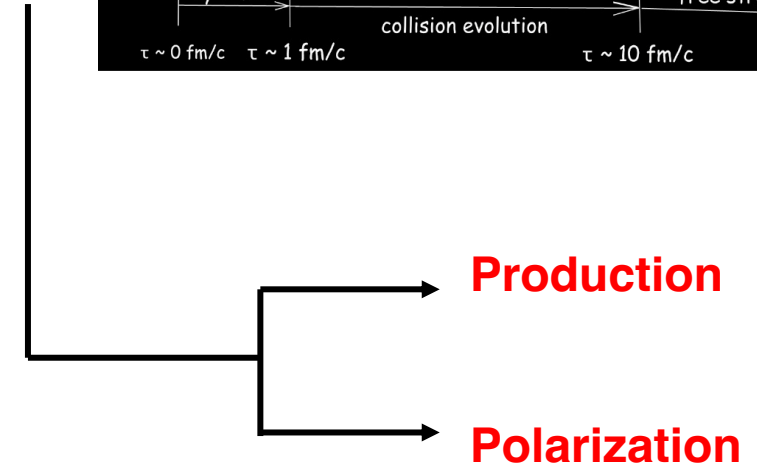 collision evolution
τ ~ 0 fm/c τ ~ 1 fm/c τ ~ 10 fm/c
Production
Polarization